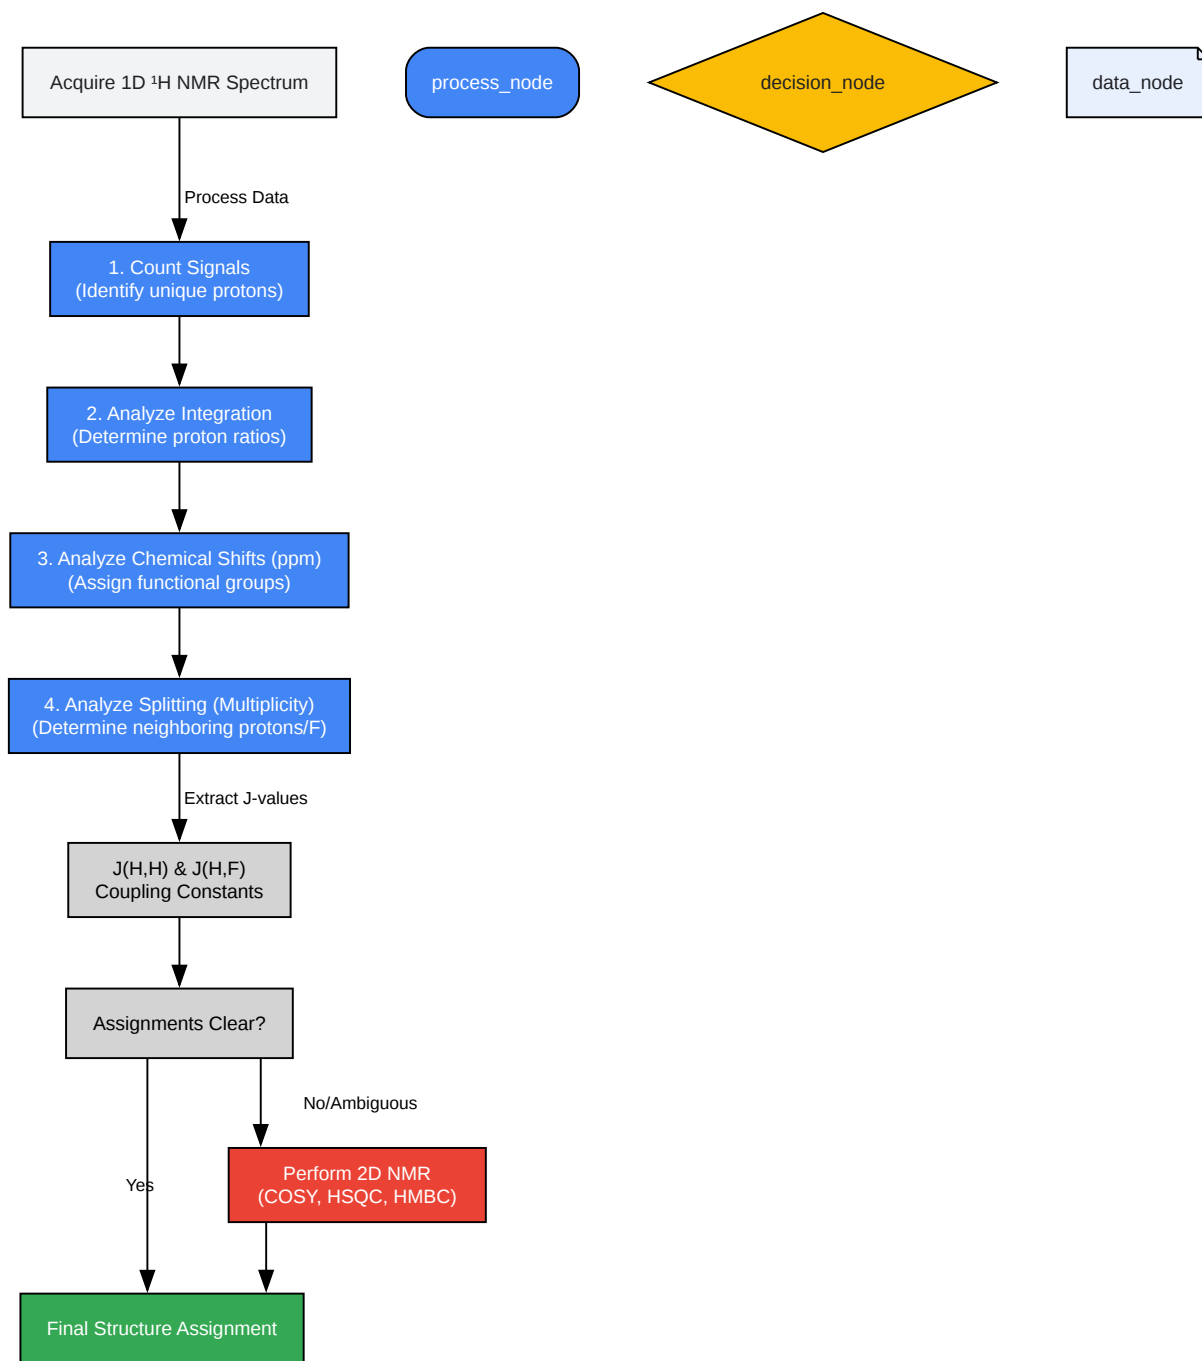 Acquire 1D ¹H NMR Spectrum
process_node
decision_node
data_node
Process Data
1. Count Signals
(Identify unique protons)
2. Analyze Integration
(Determine proton ratios)
3. Analyze Chemical Shifts (ppm)
(Assign functional groups)
4. Analyze Splitting (Multiplicity)
(Determine neighboring protons/F)
Extract J-values
J(H,H) & J(H,F)
Coupling Constants
Assignments Clear?
No/Ambiguous
Perform 2D NMR
(COSY, HSQC, HMBC)
Yes
Final Structure Assignment